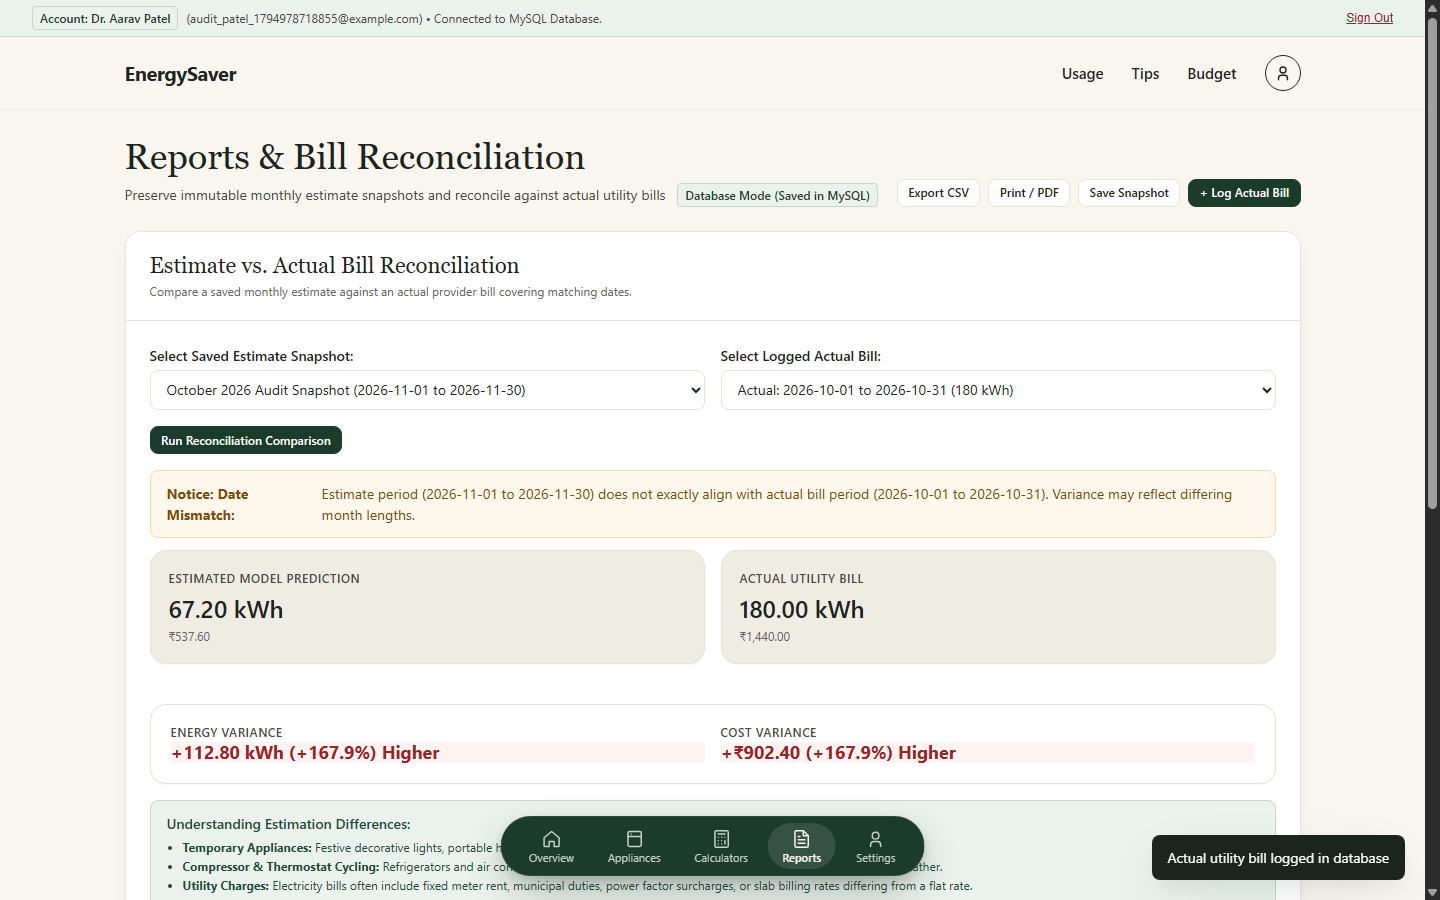 Account: Dr. Aarav Patel (audit_patel_1794978718855@example.com) • Connected to MySQL Database. Sign Out
EnergySaver Usage Tips Budget
Reports & Bill Reconciliation
Preserve immutable monthly estimate snapshots and reconcile against actual utility bills Database Mode (Saved in MySQL) Export CSV Print / PDF Save Snapshot + Log Actual Bill
Estimate vs. Actual Bill Reconciliation
Compare a saved monthly estimate against an actual provider bill covering matching dates.
Select Saved Estimate Snapshot: Select Logged Actual Bill:
October 2026 Audit Snapshot (2026-11-01 to 2026-11-30) Actual: 2026-10-01 to 2026-10-31 (180 kWh)
Run Reconciliation Comparison
Notice: Date Mismatch: Estimate period (2026-11-01 to 2026-11-30) does not exactly align with actual bill period (2026-10-01 to 2026-10-31). Variance may reflect differing
month lengths.
ESTIMATED MODEL PREDICTION ACTUAL UTILITY BILL
67.20 kWh 180.00 kWh
₹537.60 ₹1,440.00
ENERGY VARIANCE COST VARIANCE
+112.80 kWh (+167.9%) Higher +₹902.40 (+167.9%) Higher
Understanding Estimation Differences:
• Temporary Appliances: Festive decorative lights, portable
• Compressor & Thermostat Cycling: Refrigerators and air
• Utility Charges: Electricity bills often include fixed meter rent, municipal duties, power factor surcharges, or slab billing rates differing from a flat rate.
Overview Appliances Calculators Reports Settings
Actual utility bill logged in database